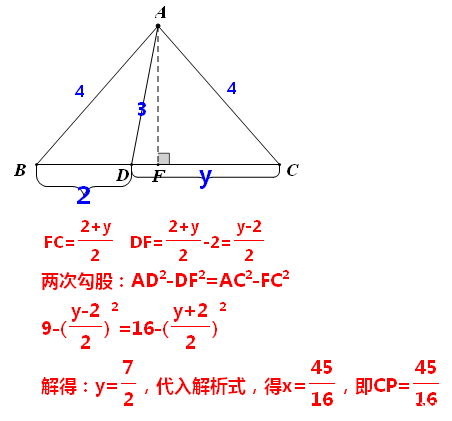 A
4
3
4
B
D
F
C
2
y
FC=(2+y)/2 DF=(2+y)/2-2=(y-2)/2
两次勾股：AD²-DF²=AC²-FC²
9-((y-2)/2)²=16-((y+2)/2)²
解得：y=7/2，代入解析式，得x=45/16，即CP=45/16